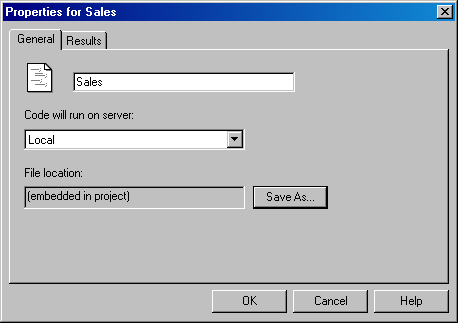 Properties for Sales
General Results
Sales
Code will run on server:
Local
File location:
(embedded in project) Save As...
OK Cancel Help